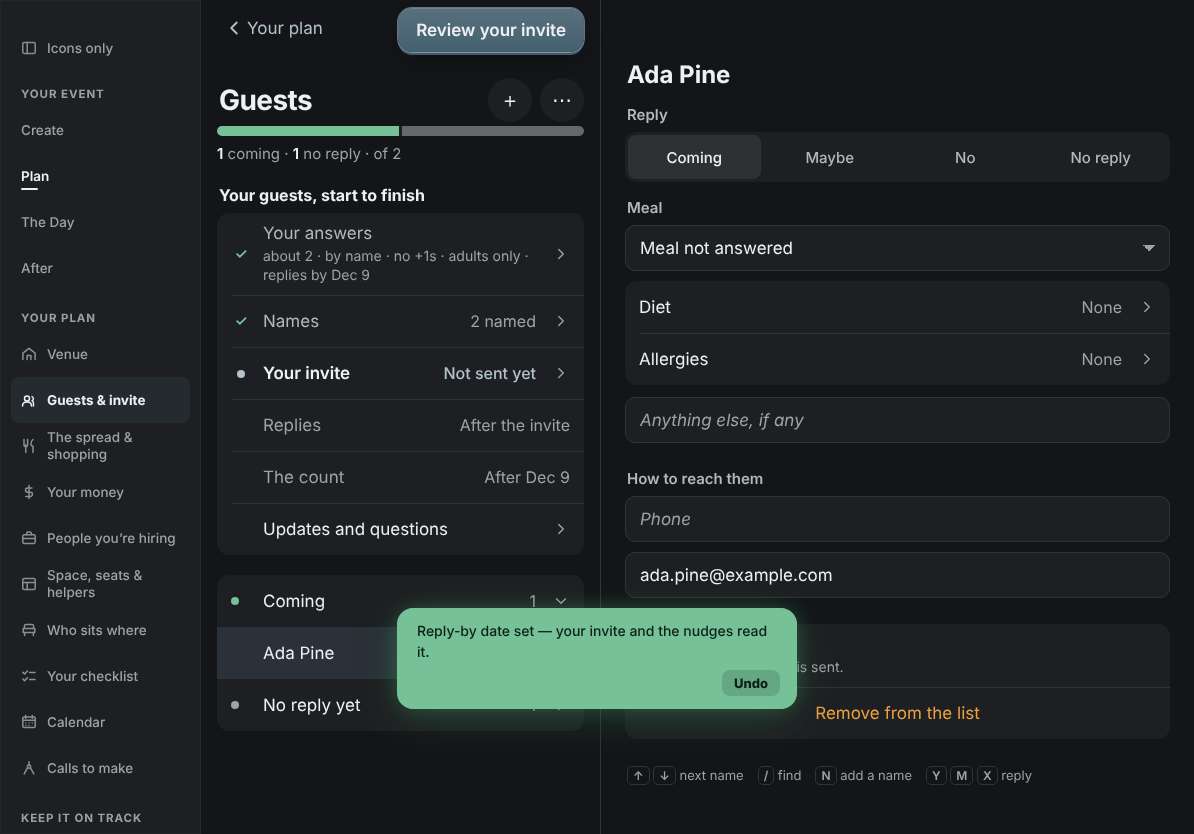 Icons only
YOUR EVENT
Create
Plan
The Day
After
YOUR PLAN
Venue
Guests & invite
The spread &
shopping
Your money
People you're hiring
Space, seats &
helpers
Who sits where
Your checklist
Calendar
Calls to make
KEEP IT ON TRACK
Your plan
Review your invite
Guests
+ ···
1 coming · 1 no reply · of 2
Your guests, start to finish
Your answers
about 2 · by name · no +1s · adults only ·
replies by Dec 9
Names 2 named
Your invite Not sent yet
Replies After the invite
The count After Dec 9
Updates and questions
Coming 1
Ada Pine
No reply yet
Reply-by date set — your invite and the nudges read
it.
Undo
Ada Pine
Reply
Coming Maybe No No reply
Meal
Meal not answered
Diet None
Allergies None
Anything else, if any
How to reach them
Phone
ada.pine@example.com
is sent.
Remove from the list
↑ ↓ next name / find N add a name Y M X reply